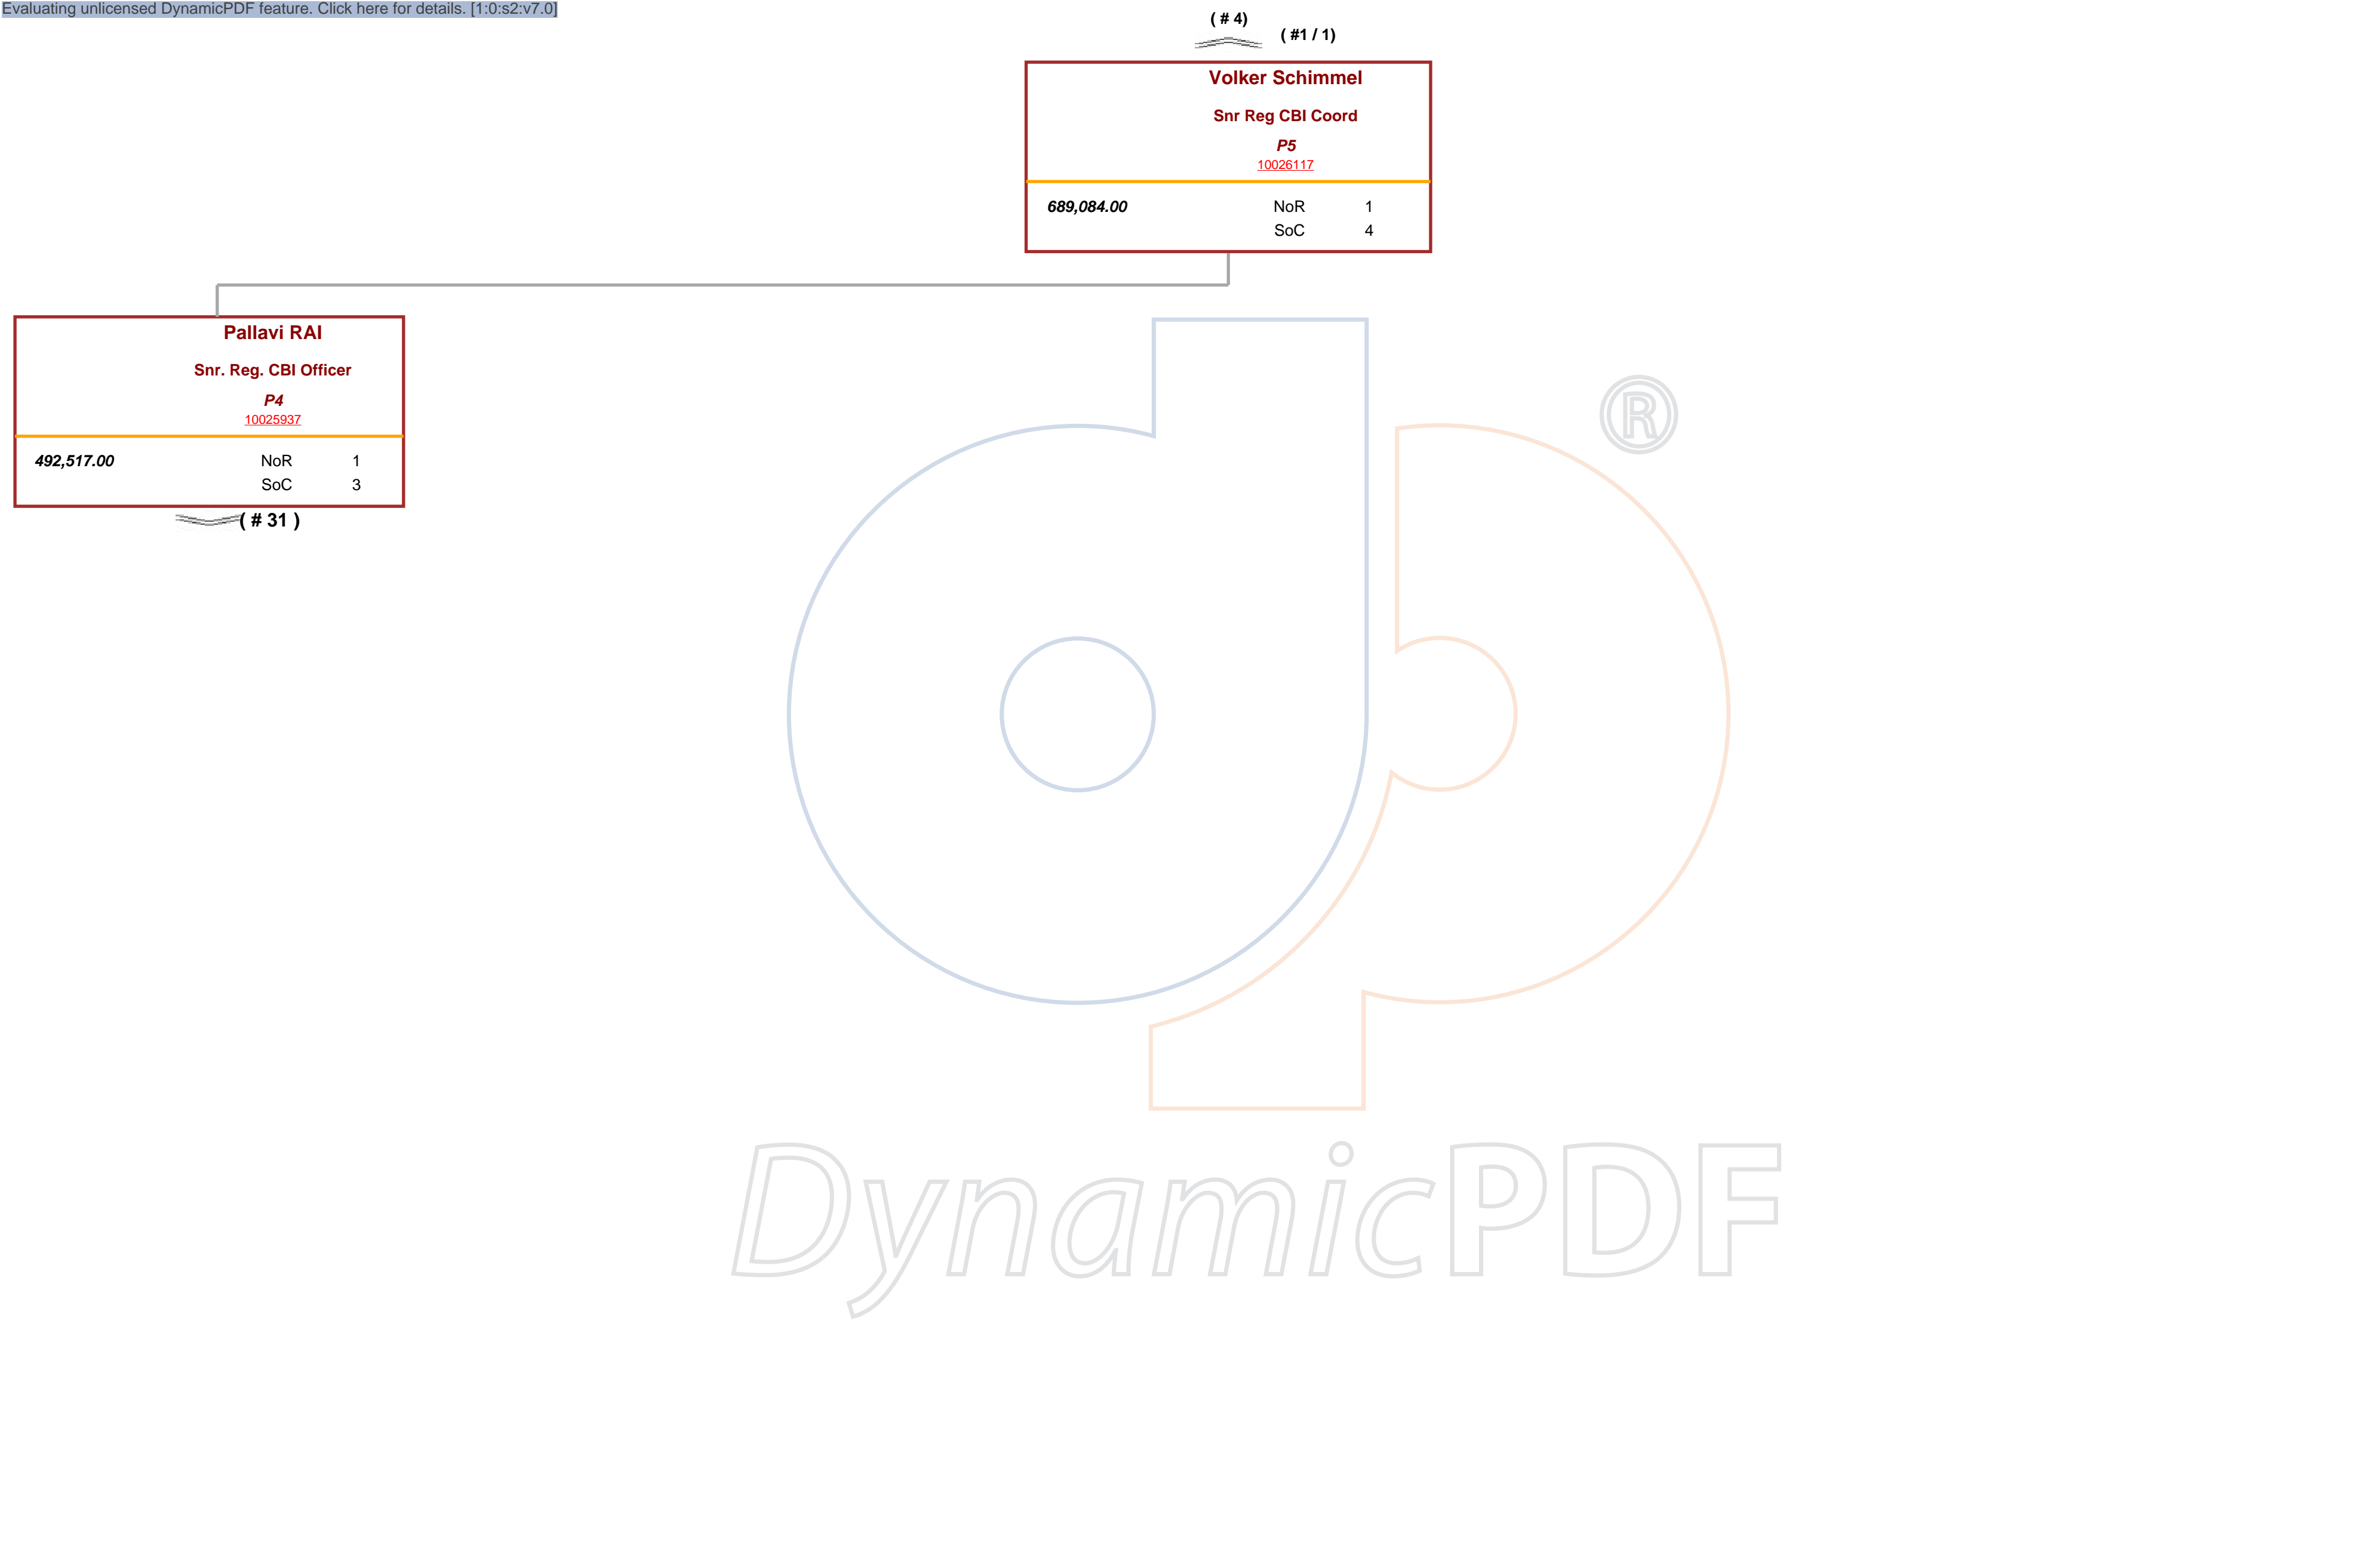 Evaluating unlicensed DynamicPDF feature. Click here for details. [1:0:s2:v7.0]
( # 4)
( #1 / 1)
Volker Schimmel
Snr Reg CBI Coord
P5
10026117
689,084.00 NoR 1
SoC 4
Pallavi RAI
Snr. Reg. CBI Officer
P4
10025937
492,517.00 NoR 1
SoC 3
( # 31 )
®
DynamicPDF